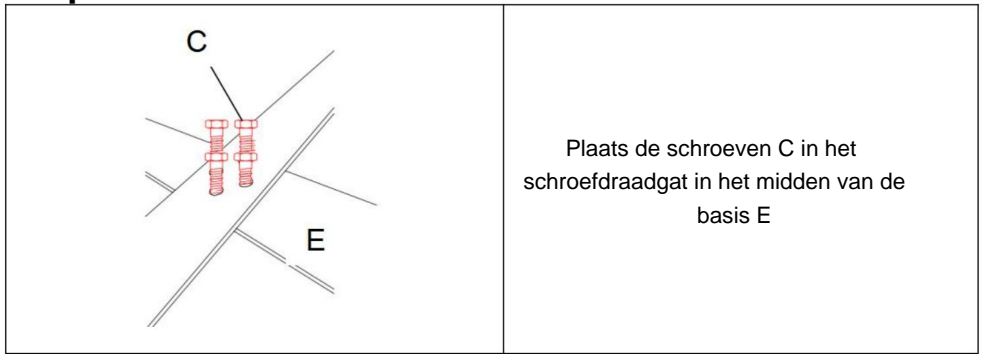 C
E
Plaats de schroeven C in het
schroefdraadgat in het midden van de
basis E